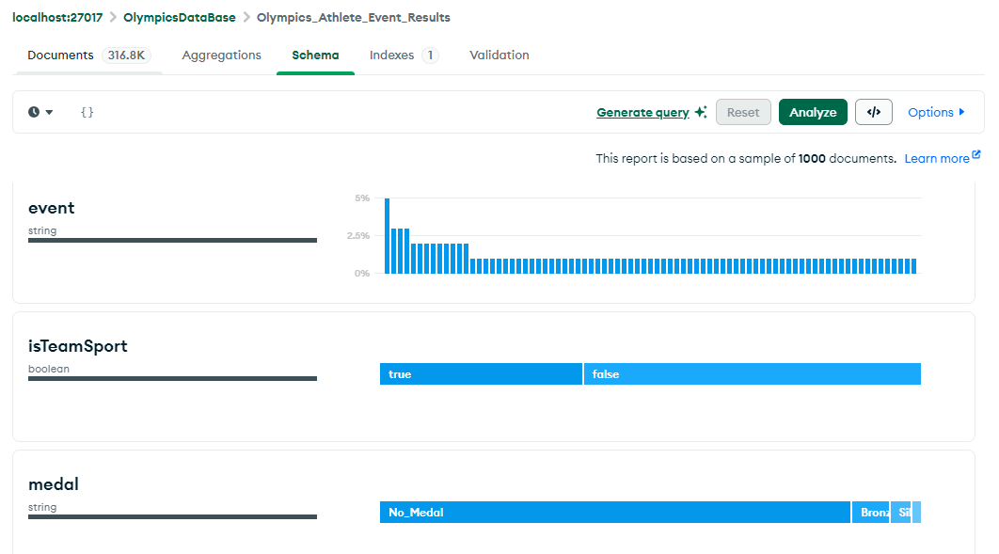 localhost:27017 > OlympicsDataBase > Olympics_Athlete_Event_Results
Documents 316.8K Aggregations Schema Indexes 1 Validation
{} Generate query Reset Analyze </> Options
This report is based on a sample of 1000 documents. Learn more
event
string
5%
2.5%
0%
isTeamSport
boolean
true false
medal
string
No_Medal Bronz Sil